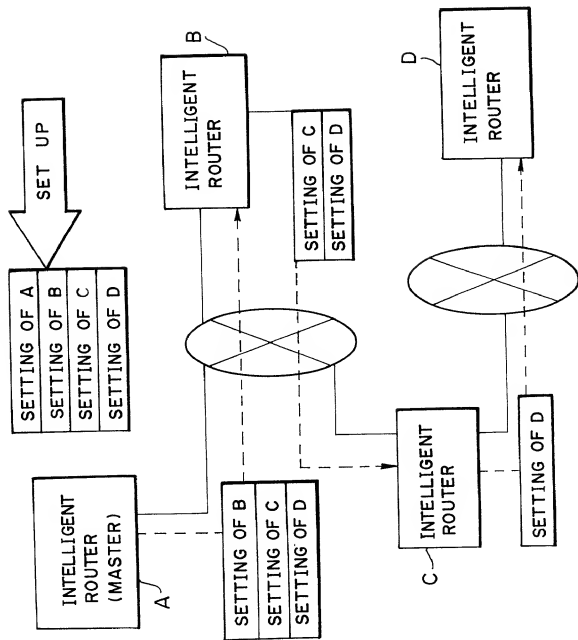 SET UP
SETTING OF A
SETTING OF B
SETTING OF C
SETTING OF D
INTELLIGENT
ROUTER
(MASTER)
A
INTELLIGENT
ROUTER
B
SETTING OF B
SETTING OF C
SETTING OF D
SETTING OF C
SETTING OF D
INTELLIGENT
ROUTER
C
INTELLIGENT
ROUTER
D
SETTING OF D